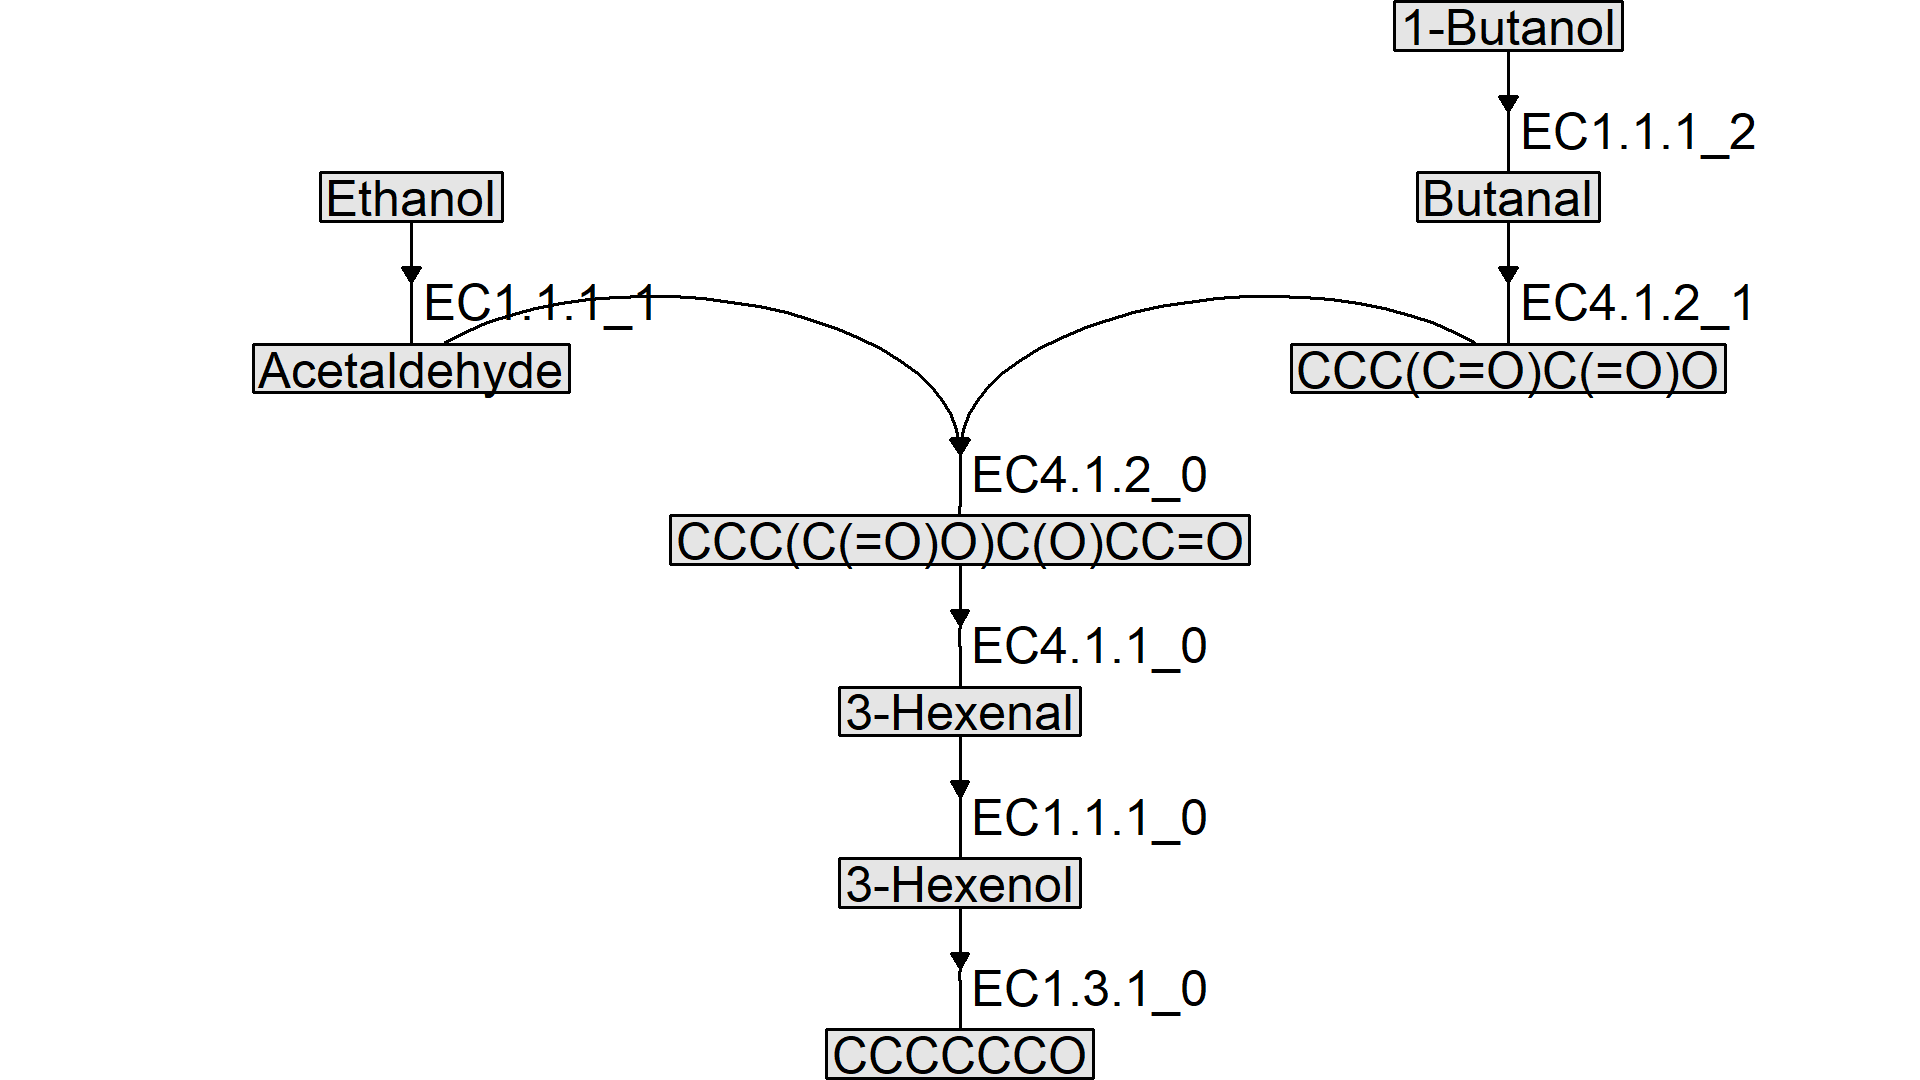 1-Butanol
EC1.1.1_2
Ethanol
Butanal
EC1.1.1_1
EC4.1.2_1
Acetaldehyde
CCC(C=O)C(=O)O
EC4.1.2_0
CCC(C(=O)O)C(O)CC=O
EC4.1.1_0
3-Hexenal
EC1.1.1_0
3-Hexenol
EC1.3.1_0
CCCCCCO